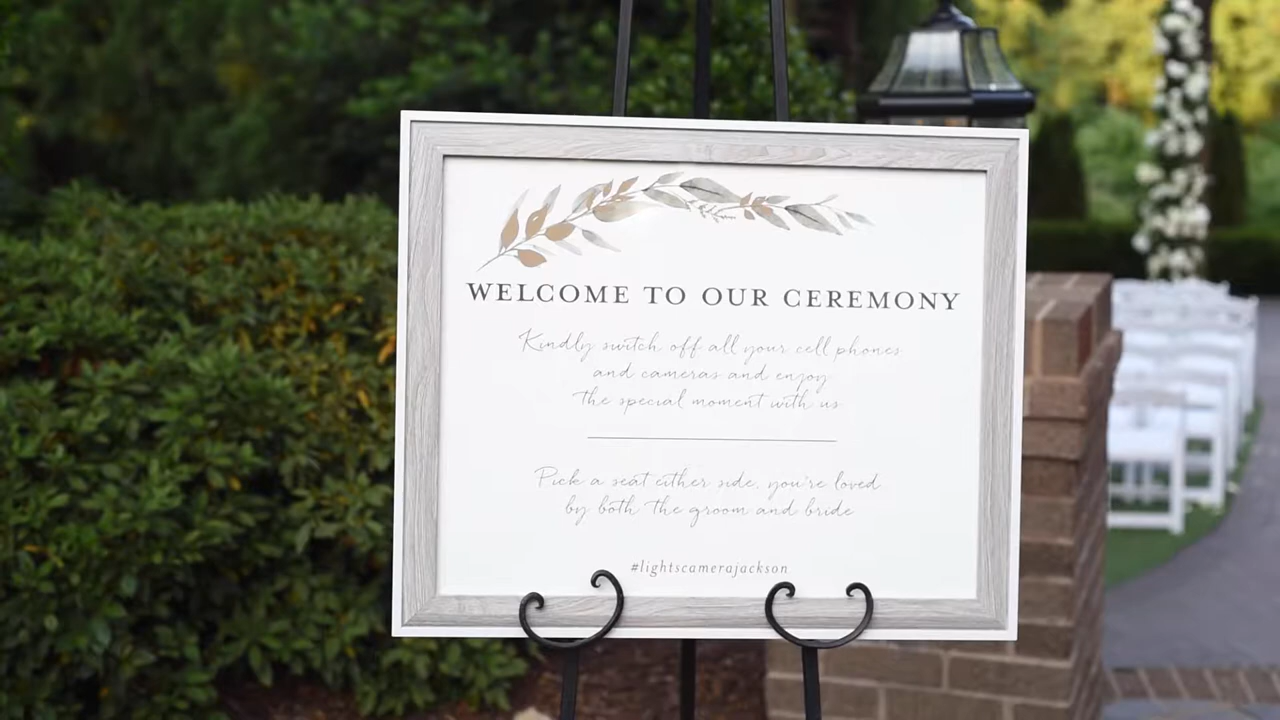 WELCOME TO OUR CEREMONY
Kindly switch off all your cell phones
and cameras and enjoy
the special moment with us
Pick a seat either side, you're loved
by both the groom and bride
#lightscamerajackson